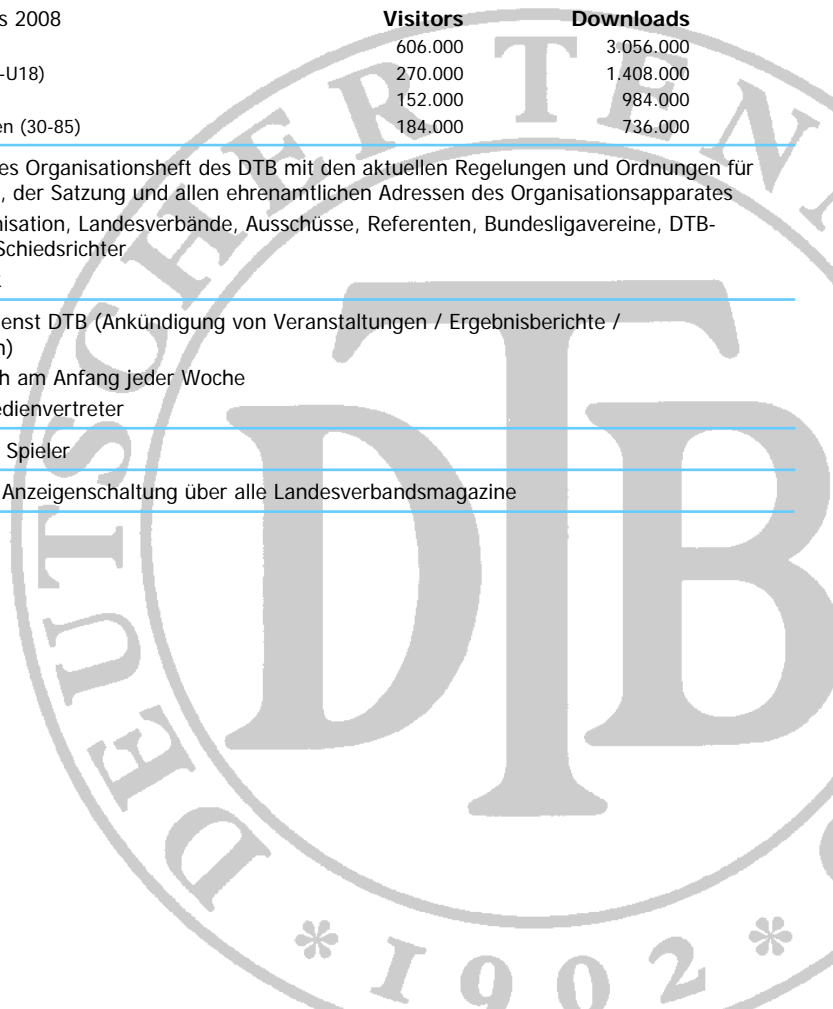 s 2008 Visitors Downloads
606.000 3.056.000
-U18) 270.000 1.408.000
152.000 984.000
en (30-85) 184.000 736.000
es Organisationsheft des DTB mit den aktuellen Regelungen und Ordnungen für
, der Satzung und allen ehrenamtlichen Adressen des Organisationsapparates
nisation, Landesverbände, Ausschüsse, Referenten, Bundesligavereine, DTB-
Schiedsrichter
enst DTB (Ankündigung von Veranstaltungen / Ergebnisberichte /
n)
h am Anfang jeder Woche
edienvertreter
Spieler
Anzeigenschaltung über alle Landesverbandsmagazine
DEUTSCHER TEN
DTB
* 1902 *